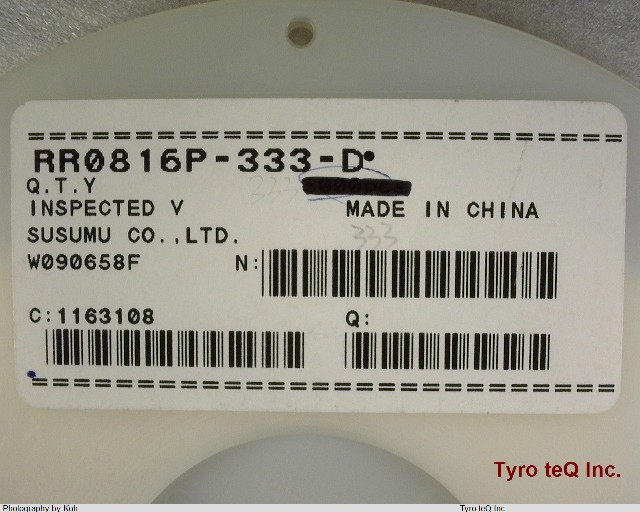 RR0816P-333-D
Q.T.Y
INSPECTED V MADE IN CHINA
SUSUMU CO.,LTD. 333
W090658F N:
C:1163108 Q:
Tyro teQ Inc.
Photography by Koh Tyro teQ Inc